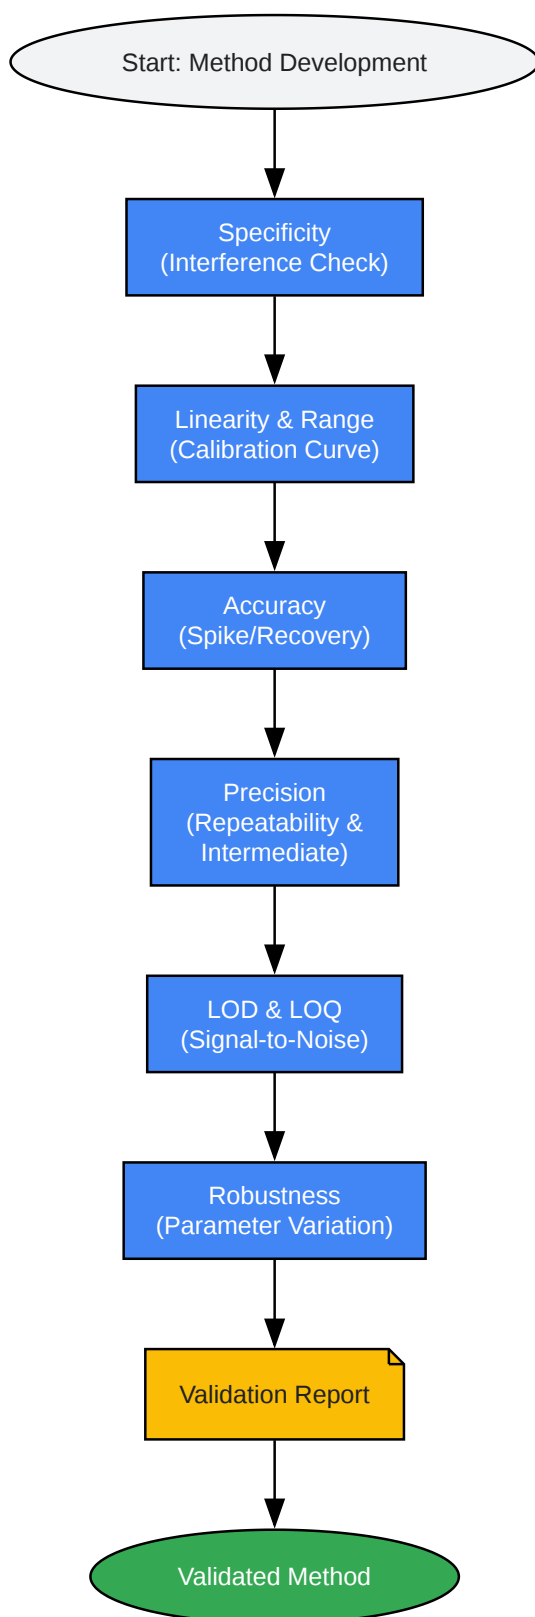 Start: Method Development
Specificity
(Interference Check)
Linearity & Range
(Calibration Curve)
Accuracy
(Spike/Recovery)
Precision
(Repeatability &
Intermediate)
LOD & LOQ
(Signal-to-Noise)
Robustness
(Parameter Variation)
Validation Report
Validated Method